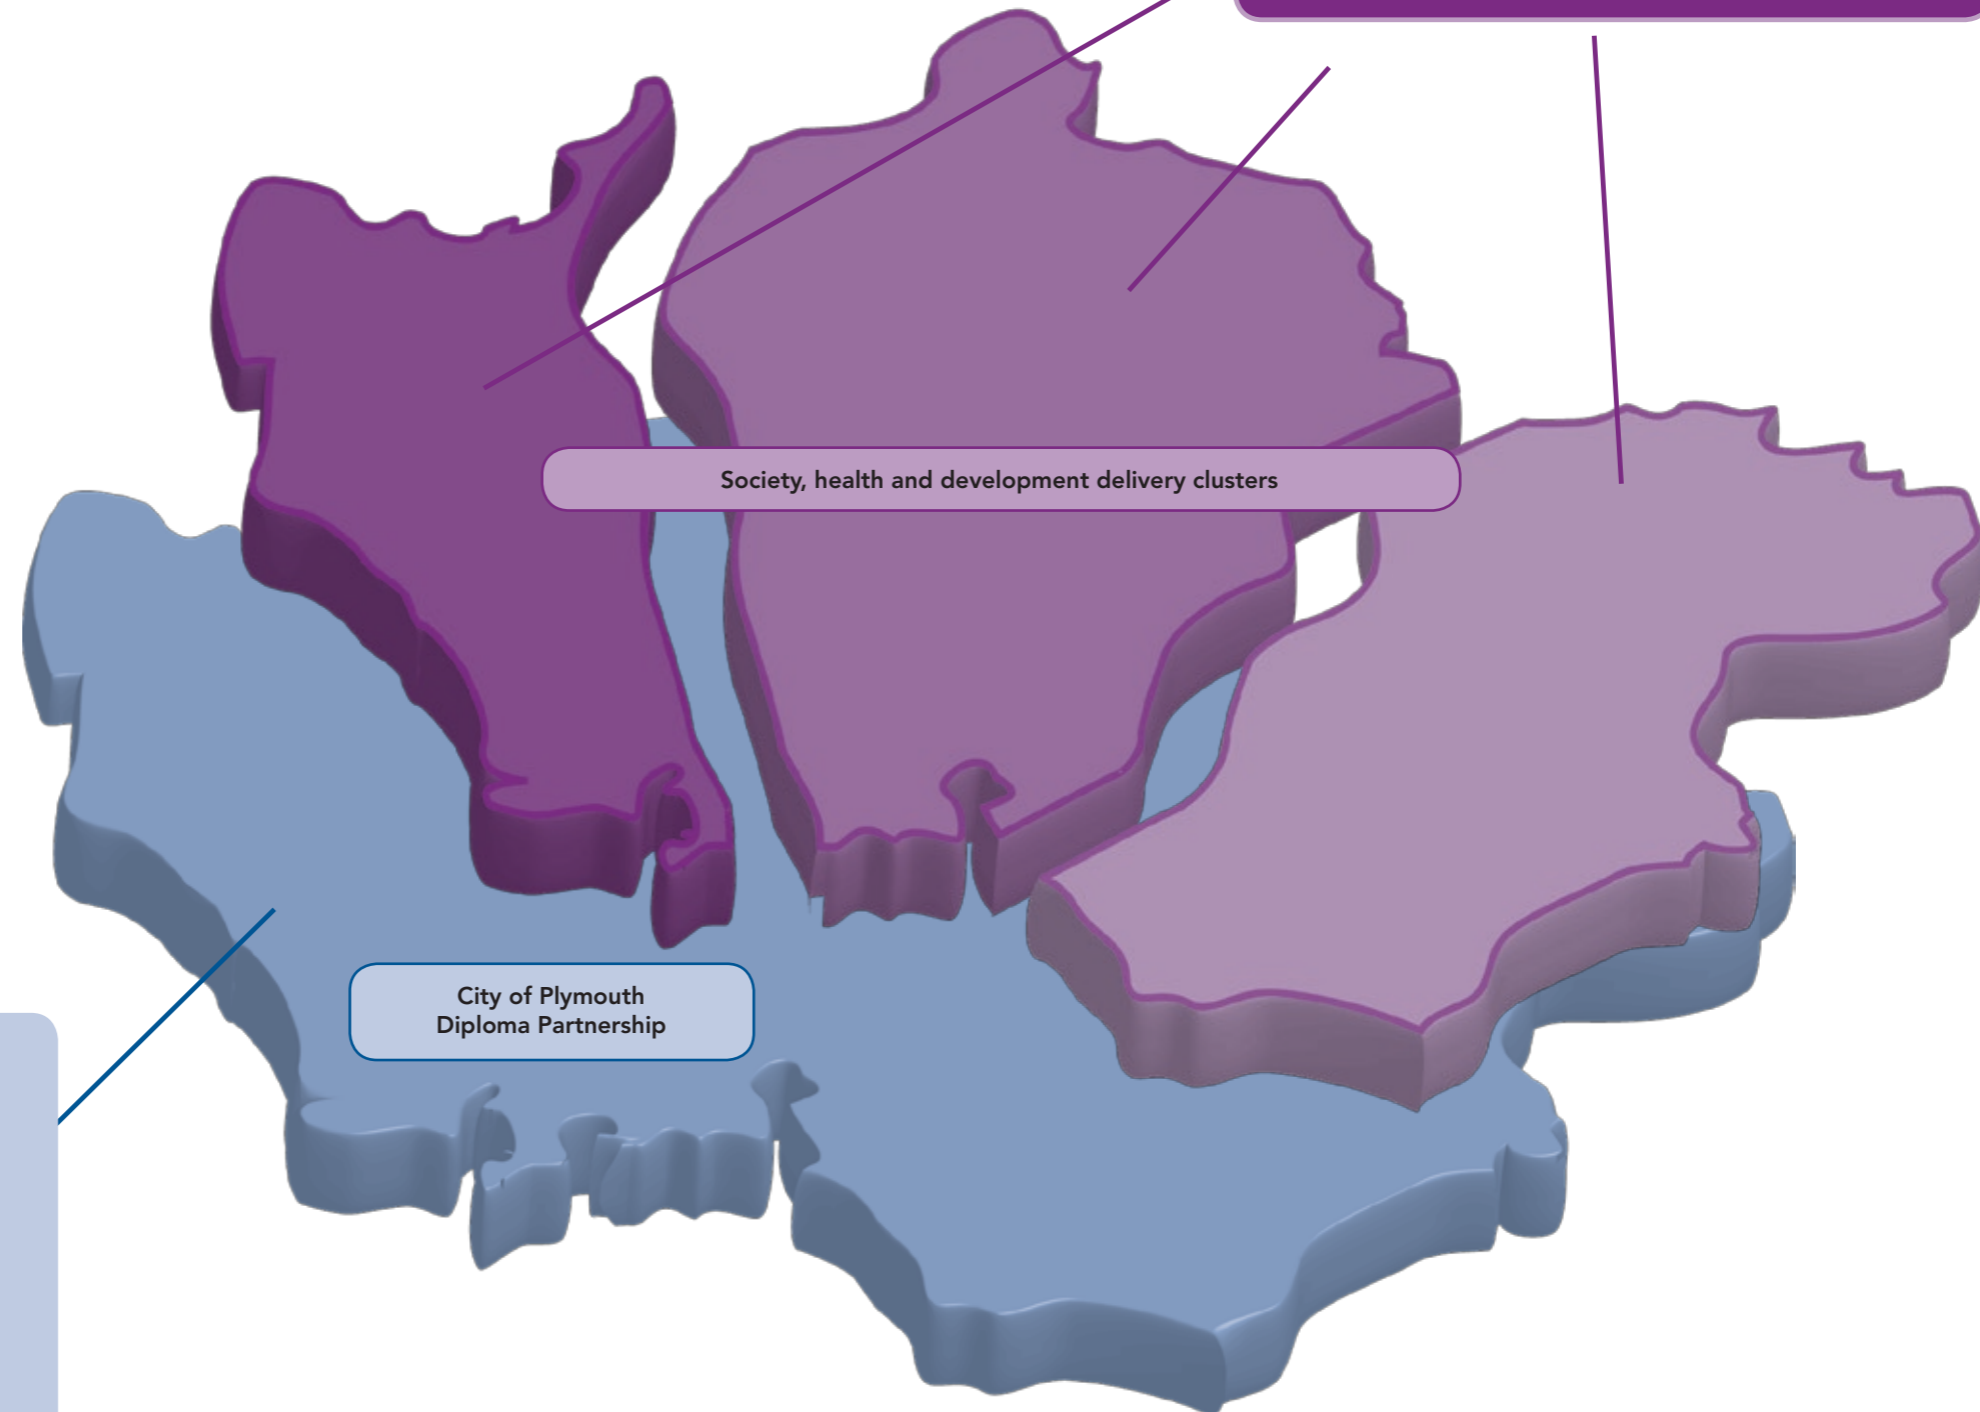 Society, health and development delivery clusters
City of Plymouth
Diploma Partnership